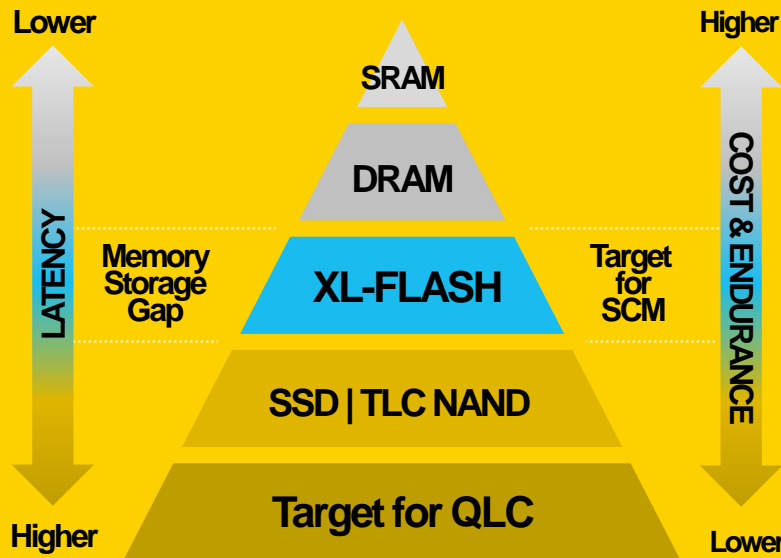 Lower
Higher
SRAM
DRAM
LATENCY
Memory
Storage
Gap
XL-FLASH
Target
for
SCM
COST & ENDURANCE
SSD | TLC NAND
Target for QLC
Higher
Lower